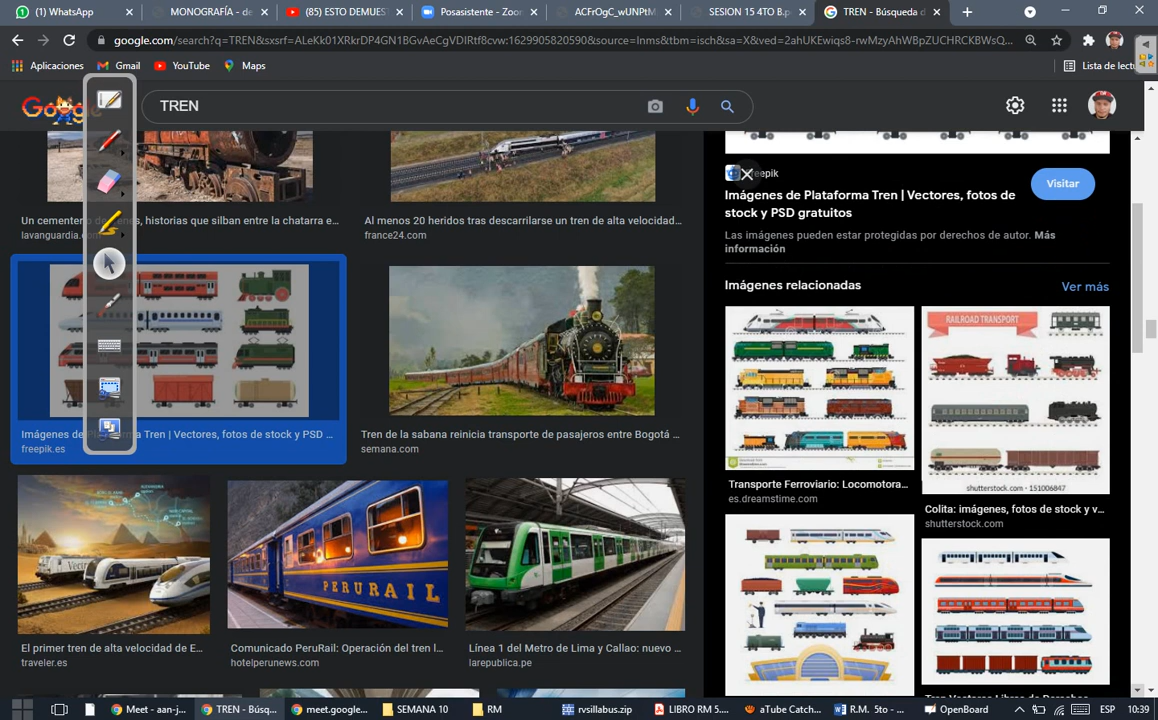 (1) WhatsApp
MONOGRAFÍA - de
(85) ESTO DEMUES
Posasistente - Zoom
ACFrOgC_wUNPtM
SESION 15 4TO B.p
TREN - Búsqueda d
google.com/search?q=TREN&sxsrf=ALeKk01XRkrDP4GN1BGvAeCgVDIRtf8cvw:1629905820590&source=lnms&tbm=isch&sa=X&ved=2ahUKEwiqs8-rwMzyAhWBpZUCHRCKBWsQ...
Aplicaciones
Gmail
YouTube
Maps
Lista de lectu
TREN
Un cementerio de trenes, historias que silban entre la chatarra e...
lavanguardia.com
Al menos 20 heridos tras descarrilarse un tren de alta velocidad...
france24.com
Imágenes de Plataforma Tren | Vectores, fotos de stock y PSD ...
freepik.es
Tren de la sabana reinicia transporte de pasajeros entre Bogotá ...
semana.com
PERURAIL
El primer tren de alta velocidad de E...
traveler.es
Comunicado PeruRail: Operación del tren l...
hotelperunews.com
Línea 1 del Metro de Lima y Callao: nuevo ...
larepublica.pe
eepik
Imágenes de Plataforma Tren | Vectores, fotos de
stock y PSD gratuitos
Visitar
Las imágenes pueden estar protegidas por derechos de autor. Más
información
Imágenes relacionadas
Ver más
RAILROAD TRANSPORT
shutterstock.com - 151006847
Transporte Ferroviario: Locomotora...
es.dreamstime.com
Colita: imágenes, fotos de stock y v...
shutterstock.com
Meet - aan-j...
TREN - Búsq...
meet.google...
SEMANA 10
RM
rvsillabus.zip
LIBRO RM 5....
aTube Catch...
R.M. 5to - ...
OpenBoard
ESP
10:39